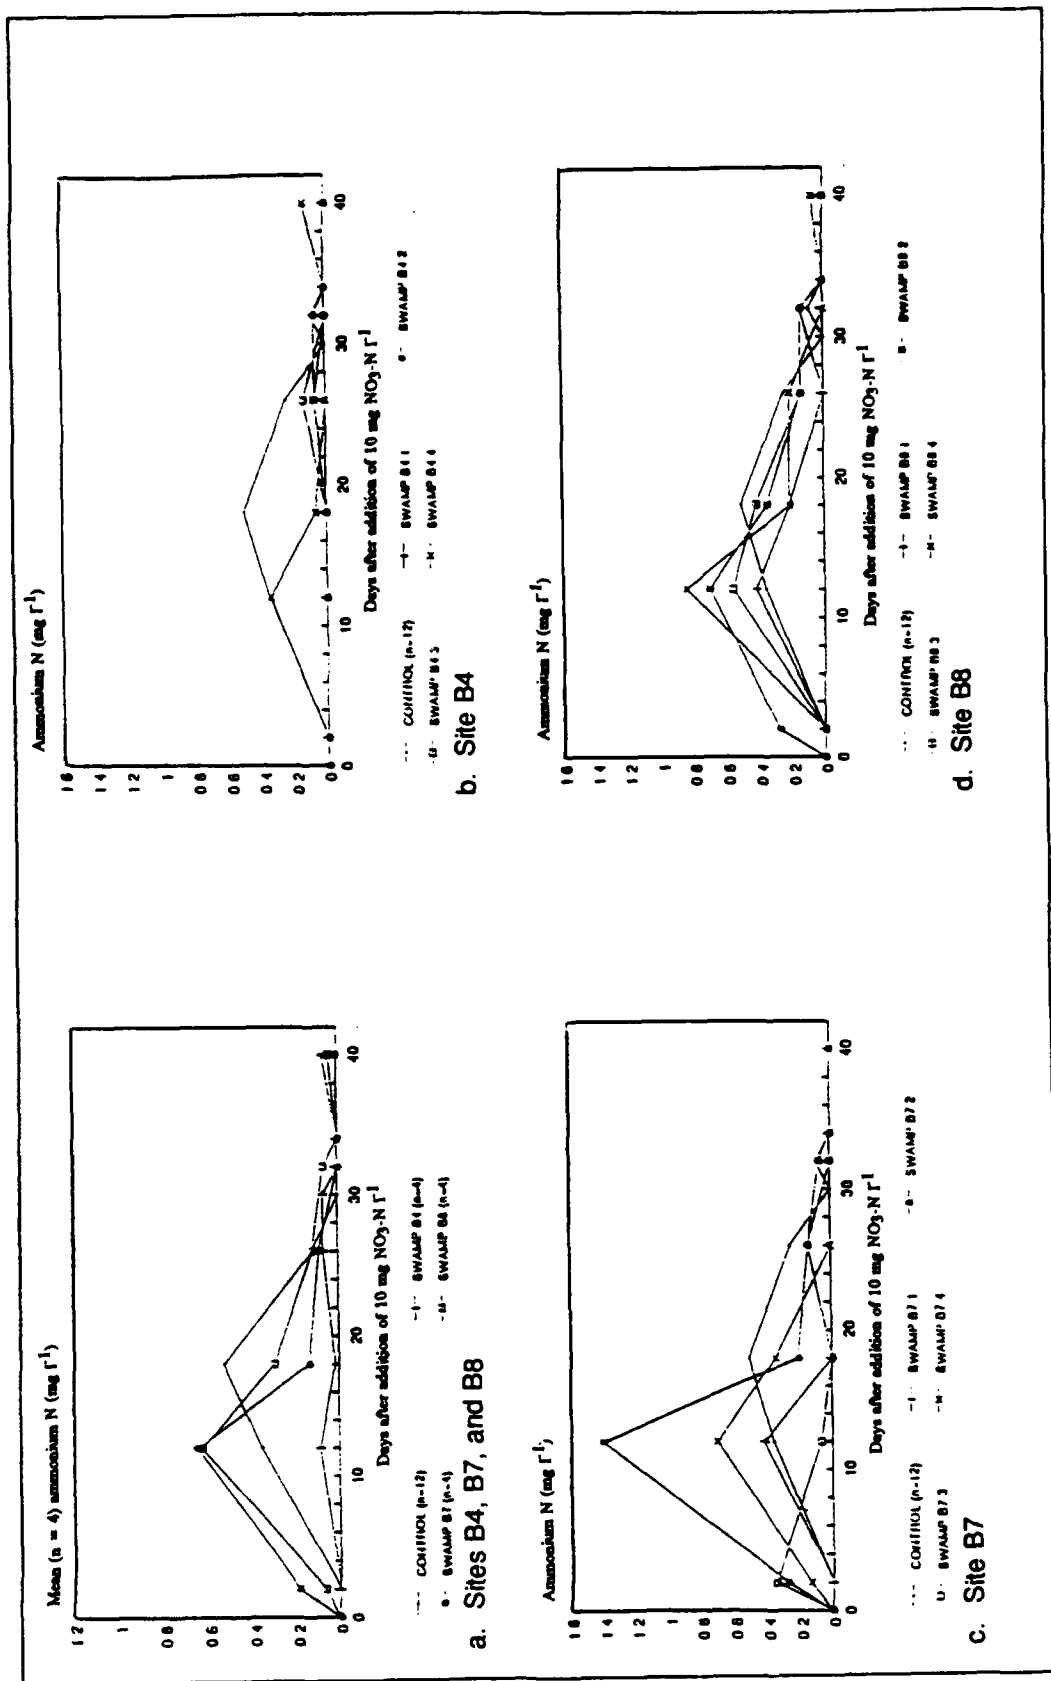 Mean (n = 4) ammonium N (mg l-1)
1 2
1
0 8
0 6
0 4
0 2
0
0 10 20 30 40
Days after addition of 10 mg NO3-N l-1
CONTROL (n=12)
SWAMP B4 (n=4)
SWAMP B7 (n=4)
SWAMP B8 (n=4)
a. Sites B4, B7, and B8
Ammonium N (mg l-1)
1 6
1 4
1 2
1
0 8
0 6
0 4
0 2
0
0 10 20 30 40
Days after addition of 10 mg NO3-N l-1
CONTROL (n=12)
SWAMP B4 1
SWAMP B4 2
SWAMP B4 3
SWAMP B4 4
b. Site B4
Ammonium N (mg l-1)
1 6
1 4
1 2
1
0 8
0 6
0 4
0 2
0
0 10 20 30 40
Days after addition of 10 mg NO3-N l-1
CONTROL (n=12)
SWAMP B7 1
SWAMP B7 2
SWAMP B7 3
SWAMP B7 4
c. Site B7
Ammonium N (mg l-1)
1 6
1 4
1 2
1
0 8
0 6
0 4
0 2
0
0 10 20 30 40
Days after addition of 10 mg NO3-N l-1
CONTROL (n=12)
SWAMP B8 1
SWAMP B8 2
SWAMP B8 3
SWAMP B8 4
d. Site B8